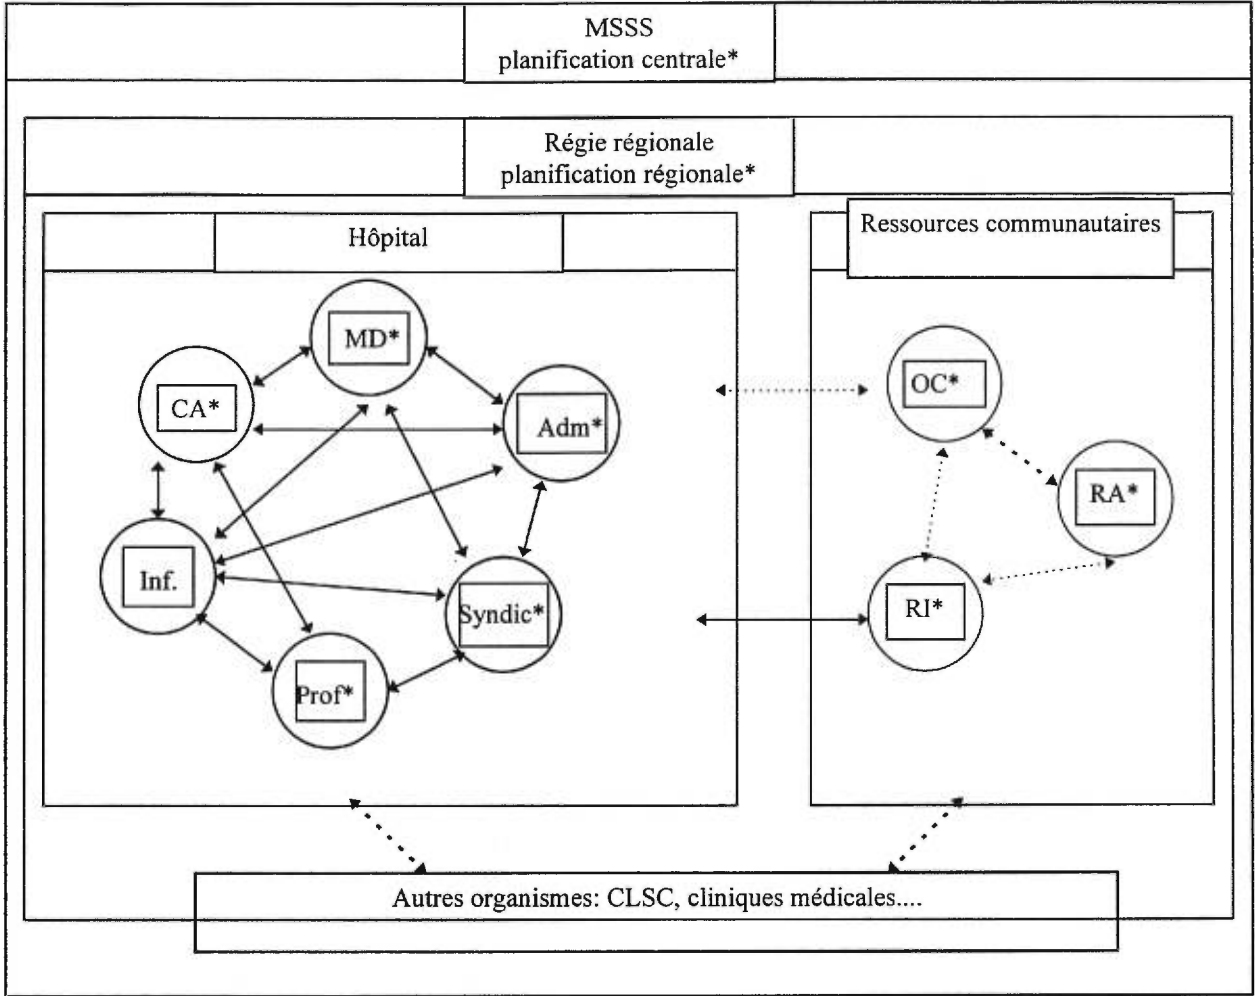 MSSS
planification centrale*
Régie régionale
planification régionale*
Hôpital
Ressources communautaires
MD*
CA*
Adm*
OC*
RA*
Inf.
Syndic*
RI*
Prof*
Autres organismes: CLSC, cliniques médicales....